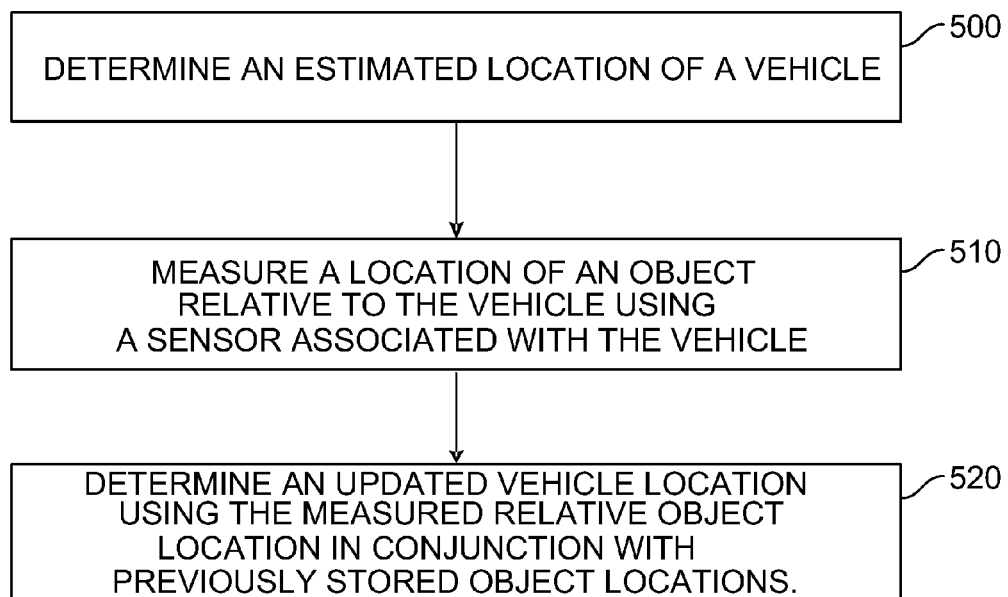 500
DETERMINE AN ESTIMATED LOCATION OF A VEHICLE
510
MEASURE A LOCATION OF AN OBJECT
RELATIVE TO THE VEHICLE USING
A SENSOR ASSOCIATED WITH THE VEHICLE
520
DETERMINE AN UPDATED VEHICLE LOCATION
USING THE MEASURED RELATIVE OBJECT
LOCATION IN CONJUNCTION WITH
PREVIOUSLY STORED OBJECT LOCATIONS.